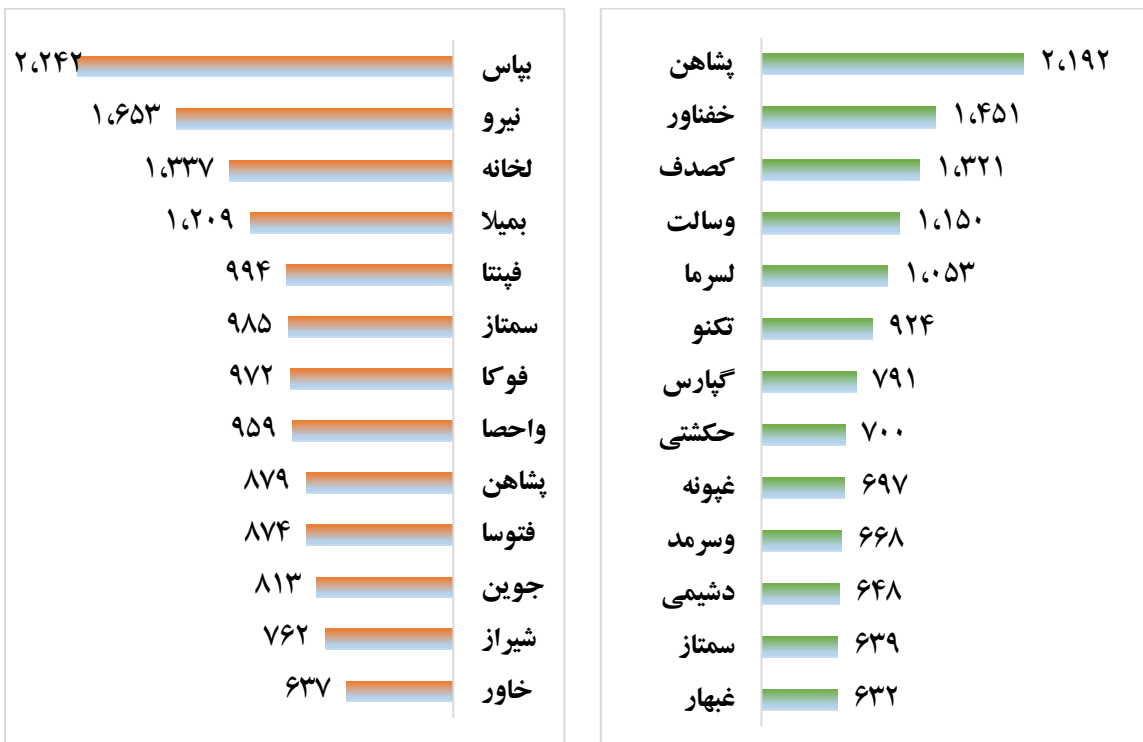 پشاهن ۲،۱۹۲
خفناور ۱،۴۵۱
کصدف ۱،۳۲۱
وسالت ۱،۱۵۰
لسرما ۱،۰۵۳
تکنو ۹۲۴
گپارس ۷۹۱
حکشتی ۷۰۰
غپونه ۶۹۷
وسرمد ۶۶۸
دشیمی ۶۴۸
سمتاز ۶۳۹
غبهار ۶۳۲
بپاس ۲،۲۴۲
نیرو ۱،۶۵۳
لخانه ۱،۳۳۷
بمیلا ۱،۲۰۹
فپنتا ۹۹۴
سمتاز ۹۸۵
فوکا ۹۷۲
واحصا ۹۵۹
پشاهن ۸۷۹
فتوسا ۸۷۴
جوین ۸۱۳
شیراز ۷۶۲
خاور ۶۳۷